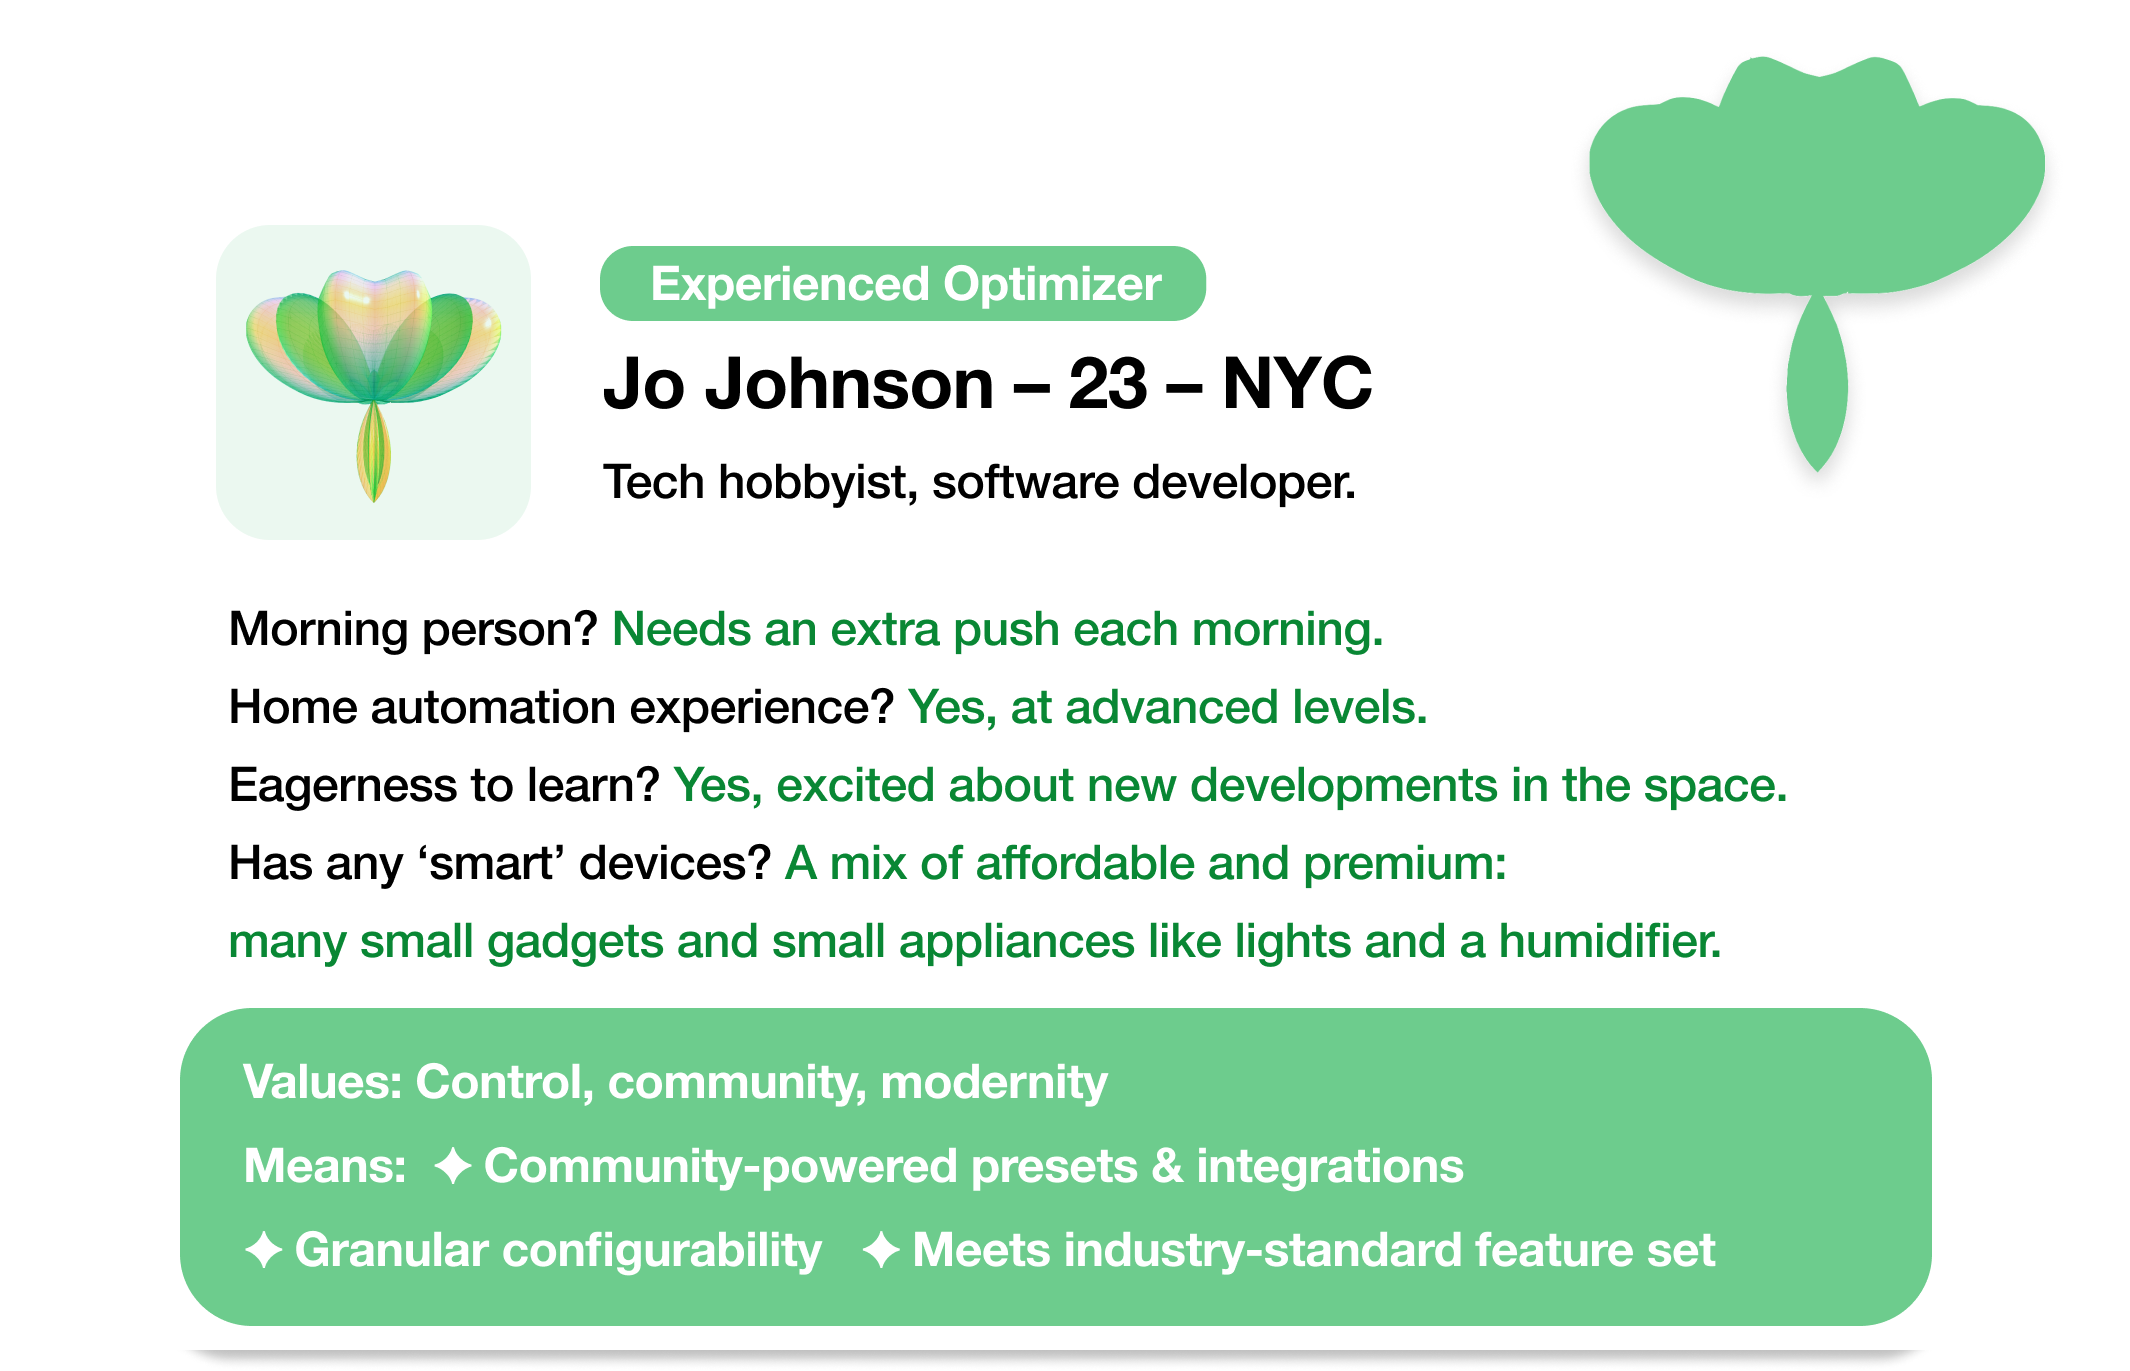 Experienced Optimizer
Jo Johnson – 23 – NYC
Tech hobbyist, software developer.
Morning person? Needs an extra push each morning.
Home automation experience? Yes, at advanced levels.
Eagerness to learn? Yes, excited about new developments in the space.
Has any ‘smart’ devices? A mix of affordable and premium:
many small gadgets and small appliances like lights and a humidifier.
Values: Control, community, modernity
Means: ✦ Community-powered presets & integrations
✦ Granular configurability ✦ Meets industry-standard feature set